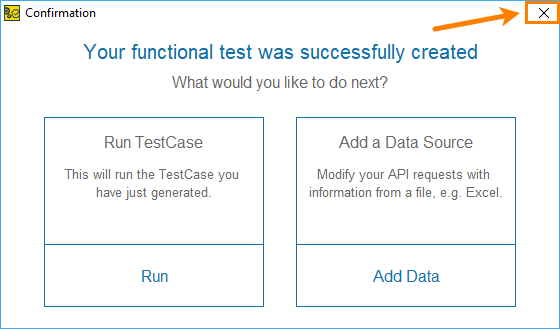 Confirmation
Your functional test was successfully created
What would you like to do next?
Run TestCase
This will run the TestCase you
have just generated.
Run
Add a Data Source
Modify your API requests with
information from a file, e.g. Excel.
Add Data